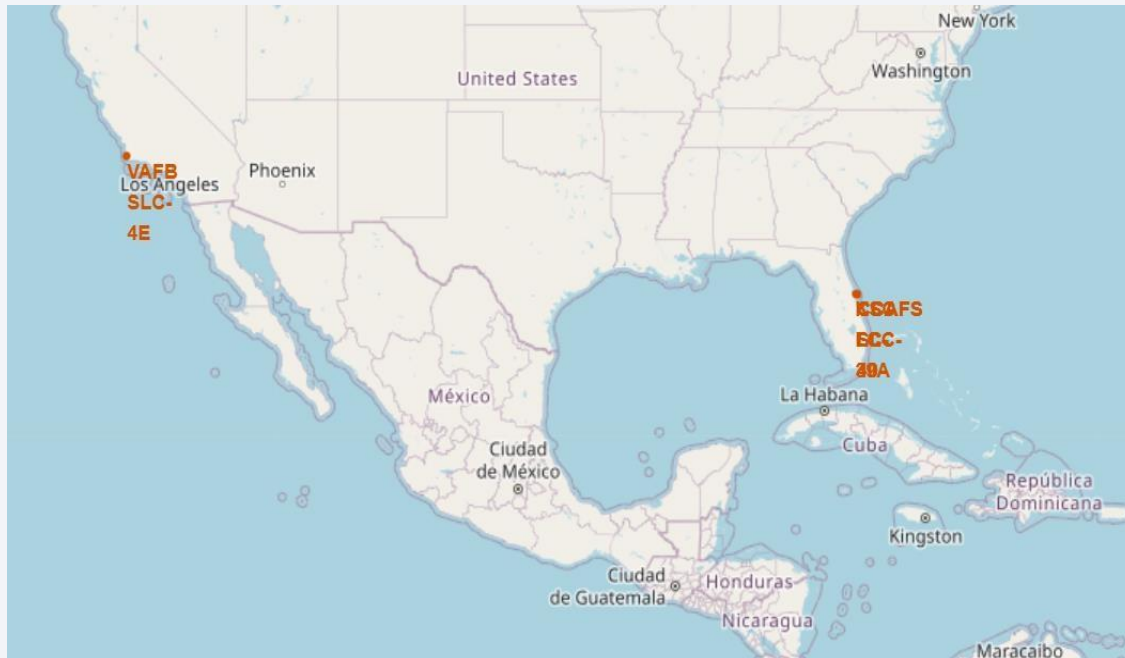 New York
Washington
United States
VAFB
SLC-
4E
Phoenix
Los Angeles
La Habana
México
Cuba
Ciudad
de México
República
Dominicana
Kingston
Ciudad
de Guatemala
Honduras
Nicaragua
Maracaibo